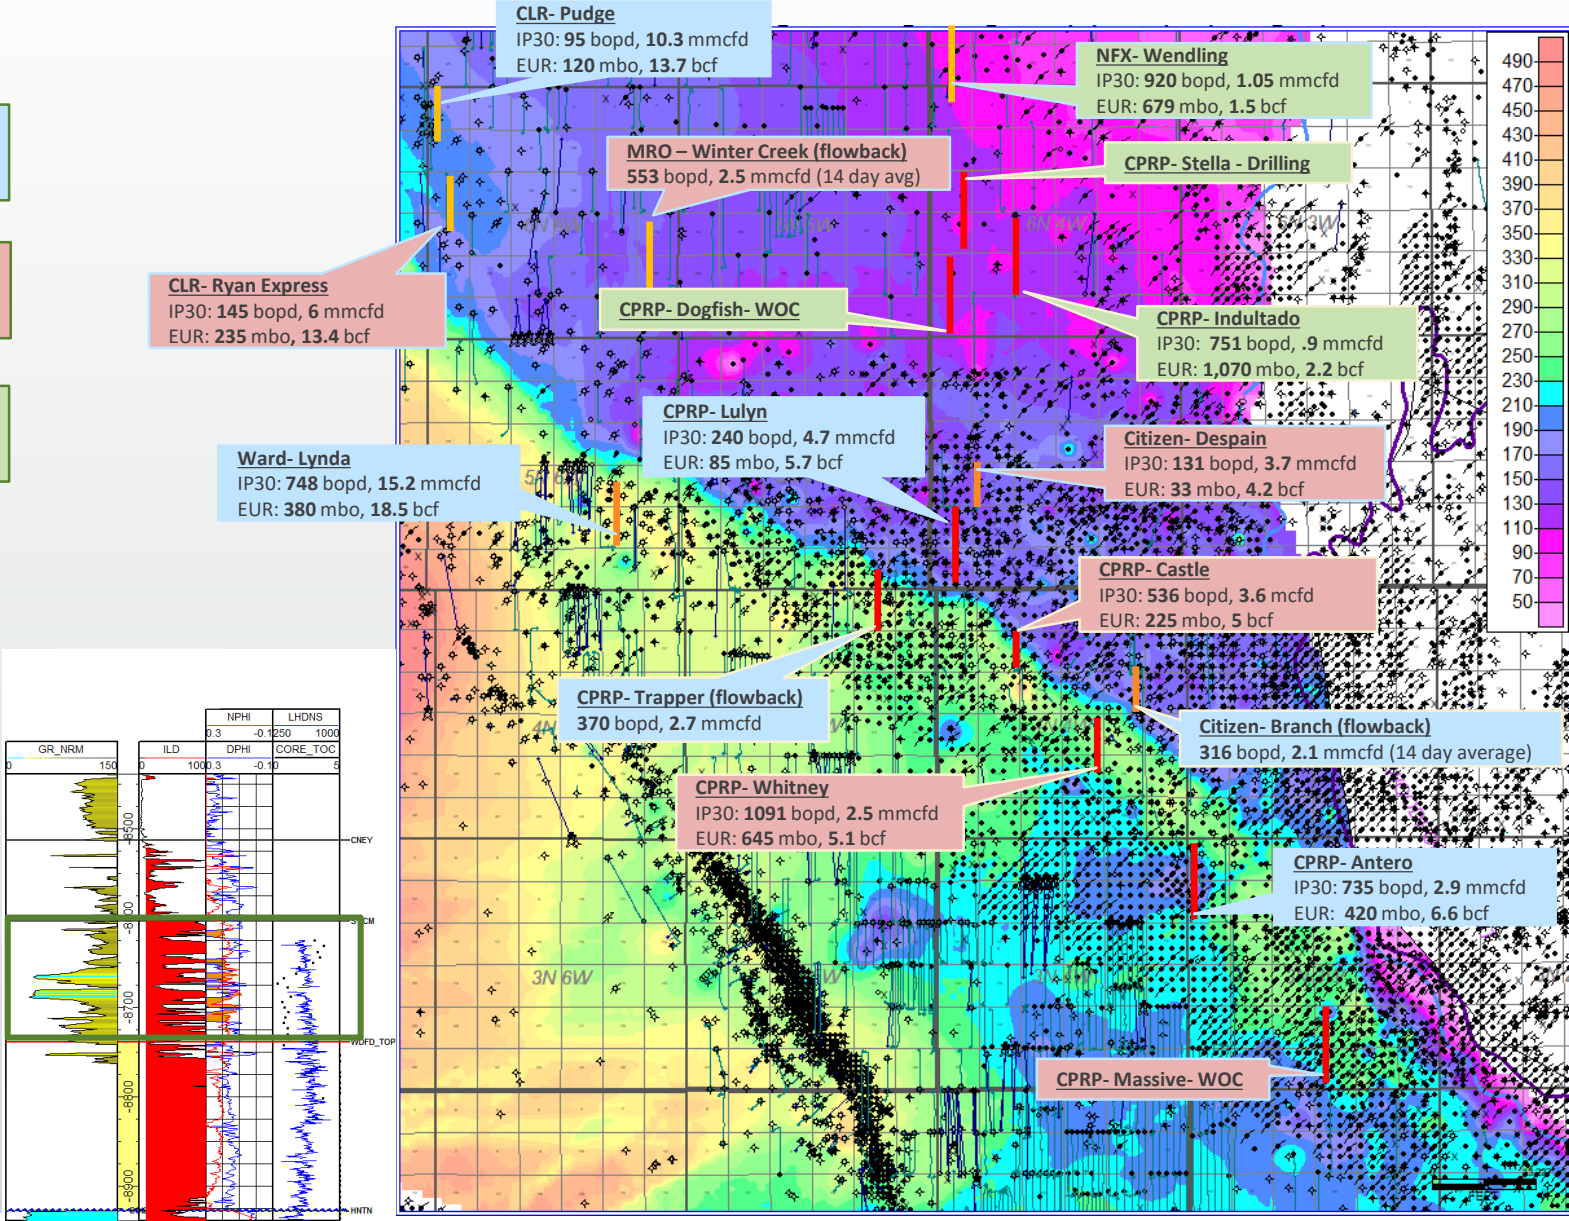 CLR- Pudge
IP30: 95 bopd, 10.3 mmcfd
EUR: 120 mbo, 13.7 bcf
NFX- Wendling
IP30: 920 bopd, 1.05 mmcfd
EUR: 679 mbo, 1.5 bcf
MRO – Winter Creek (flowback)
553 bopd, 2.5 mmcfd (14 day avg)
CPRP- Stella - Drilling
CLR- Ryan Express
IP30: 145 bopd, 6 mmcfd
EUR: 235 mbo, 13.4 bcf
CPRP- Dogfish- WOC
CPRP- Indultado
IP30: 751 bopd, .9 mmcfd
EUR: 1,070 mbo, 2.2 bcf
CPRP- Lulyn
IP30: 240 bopd, 4.7 mmcfd
EUR: 85 mbo, 5.7 bcf
Citizen- Despain
IP30: 131 bopd, 3.7 mmcfd
EUR: 33 mbo, 4.2 bcf
Ward- Lynda
IP30: 748 bopd, 15.2 mmcfd
EUR: 380 mbo, 18.5 bcf
CPRP- Castle
IP30: 536 bopd, 3.6 mcfd
EUR: 225 mbo, 5 bcf
CPRP- Trapper (flowback)
370 bopd, 2.7 mmcfd
Citizen- Branch (flowback)
316 bopd, 2.1 mmcfd (14 day average)
CPRP- Whitney
IP30: 1091 bopd, 2.5 mmcfd
EUR: 645 mbo, 5.1 bcf
CPRP- Antero
IP30: 735 bopd, 2.9 mmcfd
EUR: 420 mbo, 6.6 bcf
CPRP- Massive- WOC
6N 4W
3N 6W
490
470
450
430
410
390
370
350
330
310
290
270
250
230
210
190
170
150
130
110
90
70
50
NPHI LHDNS
0.3 -0.1 250 1000
GR_NRM ILD DPHI CORE_TOC
0 150 0 100 0.3 -0.1 0 5
-8500
CNEY
-8600
-8700
WDFD_TOP
-8800
-8900
HNTN